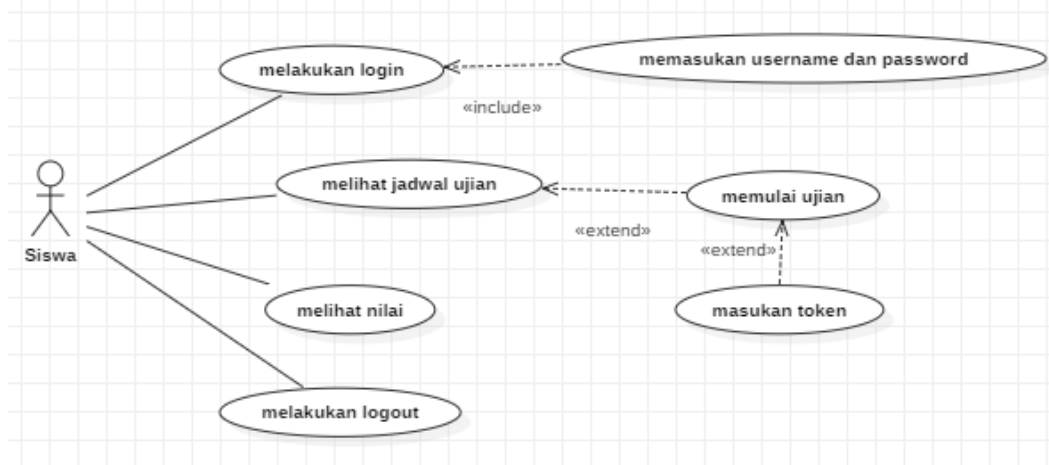 memasukan username dan password
melakukan login
«include»
melihat jadwal ujian
memulai ujian
«extend»
«extend»
Siswa
melihat nilai
masukan token
melakukan logout